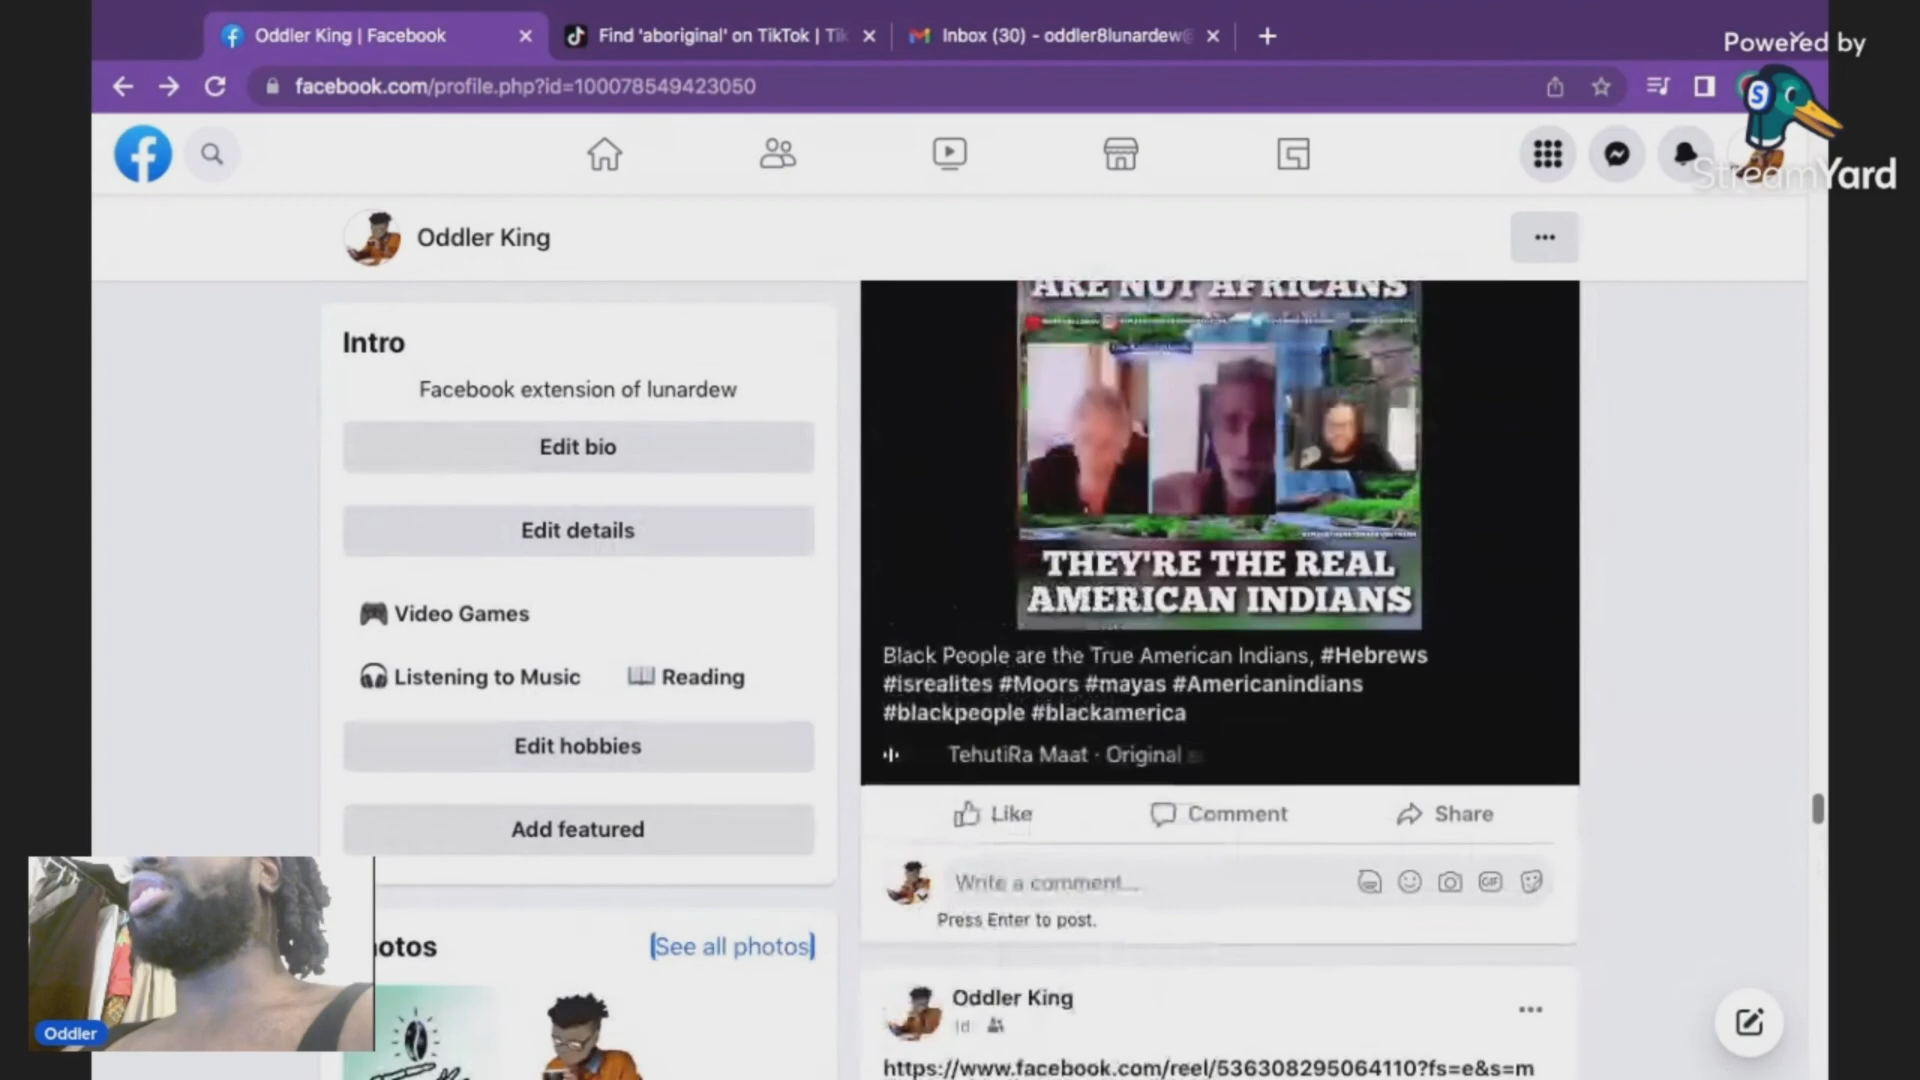 Oddler King | Facebook
Find 'aboriginal' on TikTok | Tik
Inbox (30) - oddler8lunardew
Powered by
facebook.com/profile.php?id=100078549423050
StreamYard
Oddler King
Intro
Facebook extension of lunardew
Edit bio
Edit details
Video Games
Listening to Music
Reading
Edit hobbies
Add featured
otos
See all photos
ARE NOT AFRICANS
THEY'RE THE REAL
AMERICAN INDIANS
Black People are the True American Indians, #Hebrews
#isrealites #Moors #mayas #Americanindians
#blackpeople #blackamerica
TehutiRa Maat · Original
Like
Comment
Share
Write a comment...
GIF
Press Enter to post.
Oddler King
1d
https://www.facebook.com/reel/536308295064110?fs=e&s=m
Oddler